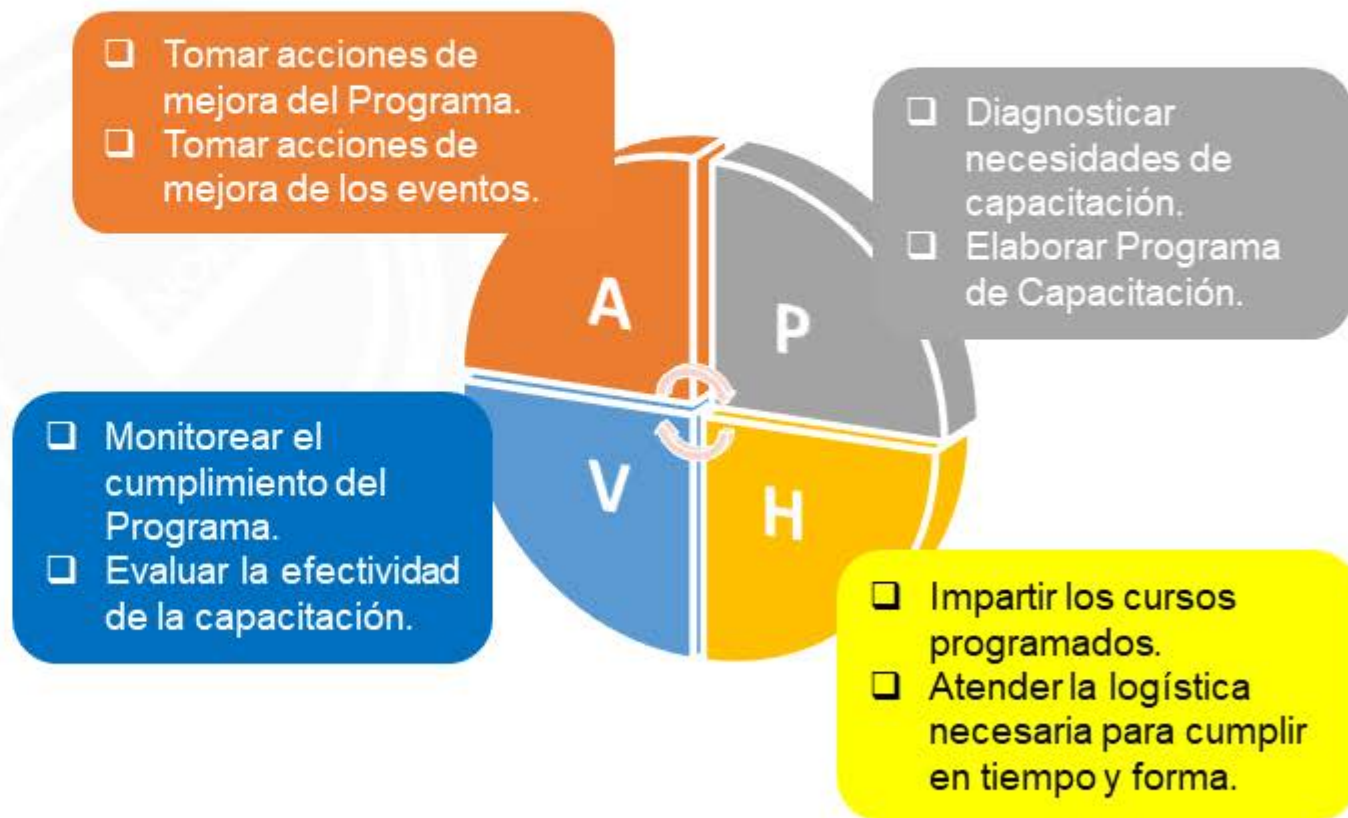 ❑ Tomar acciones de
mejora del Programa.
❑ Tomar acciones de
mejora de los eventos.
❑ Diagnosticar
necesidades de
capacitación.
❑ Elaborar Programa
de Capacitación.
A
P
V
H
❑ Monitorear el
cumplimiento del
Programa.
❑ Evaluar la efectividad
de la capacitación.
❑ Impartir los cursos
programados.
❑ Atender la logística
necesaria para cumplir
en tiempo y forma.